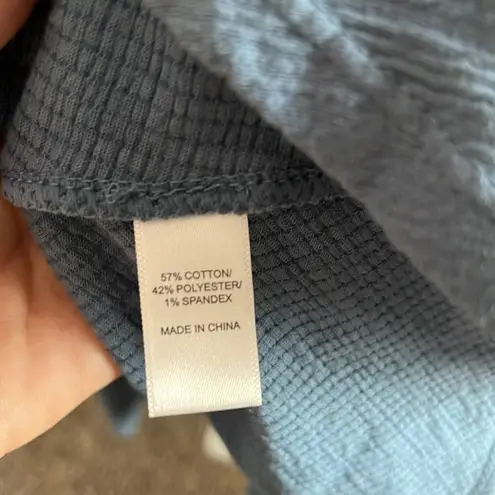 57% COTTON/
42% POLYESTER/
1% SPANDEX
MADE IN CHINA